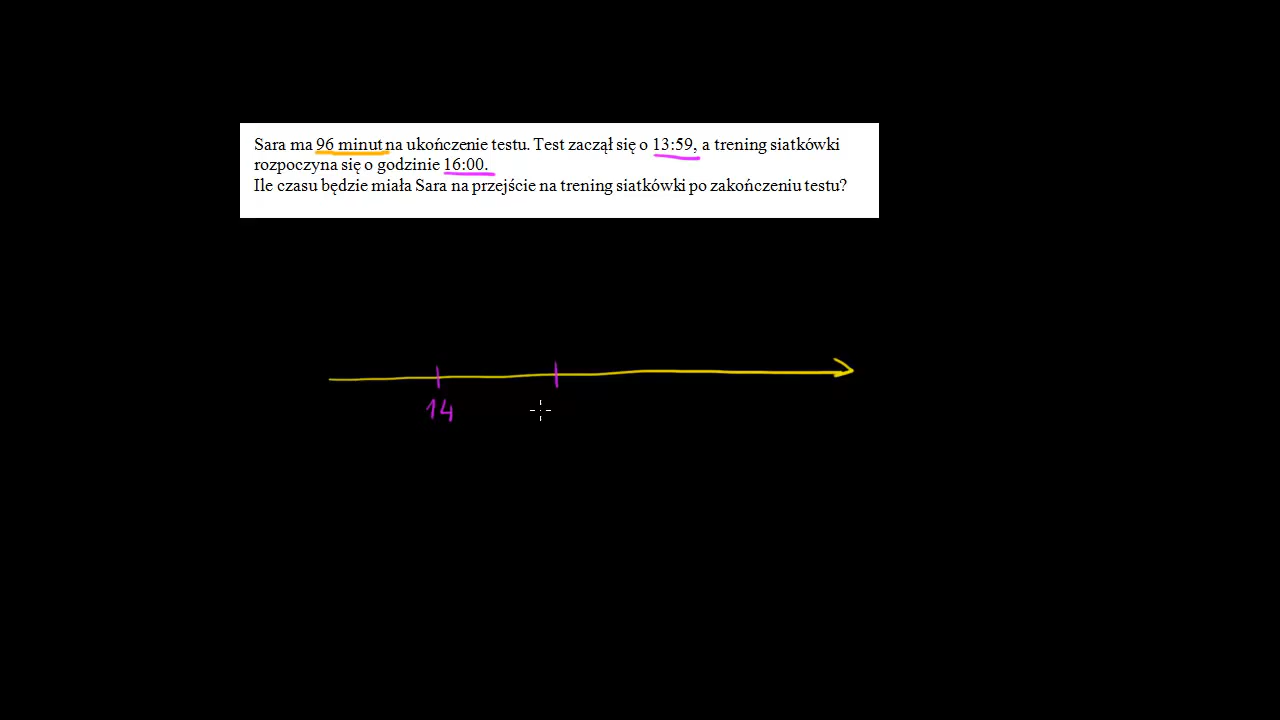 Sara ma 96 minut na ukończenie testu. Test zaczął się o 13:59, a trening siatkówki
rozpoczyna się o godzinie 16:00.
Ile czasu będzie miała Sara na przejście na trening siatkówki po zakończeniu testu?
14